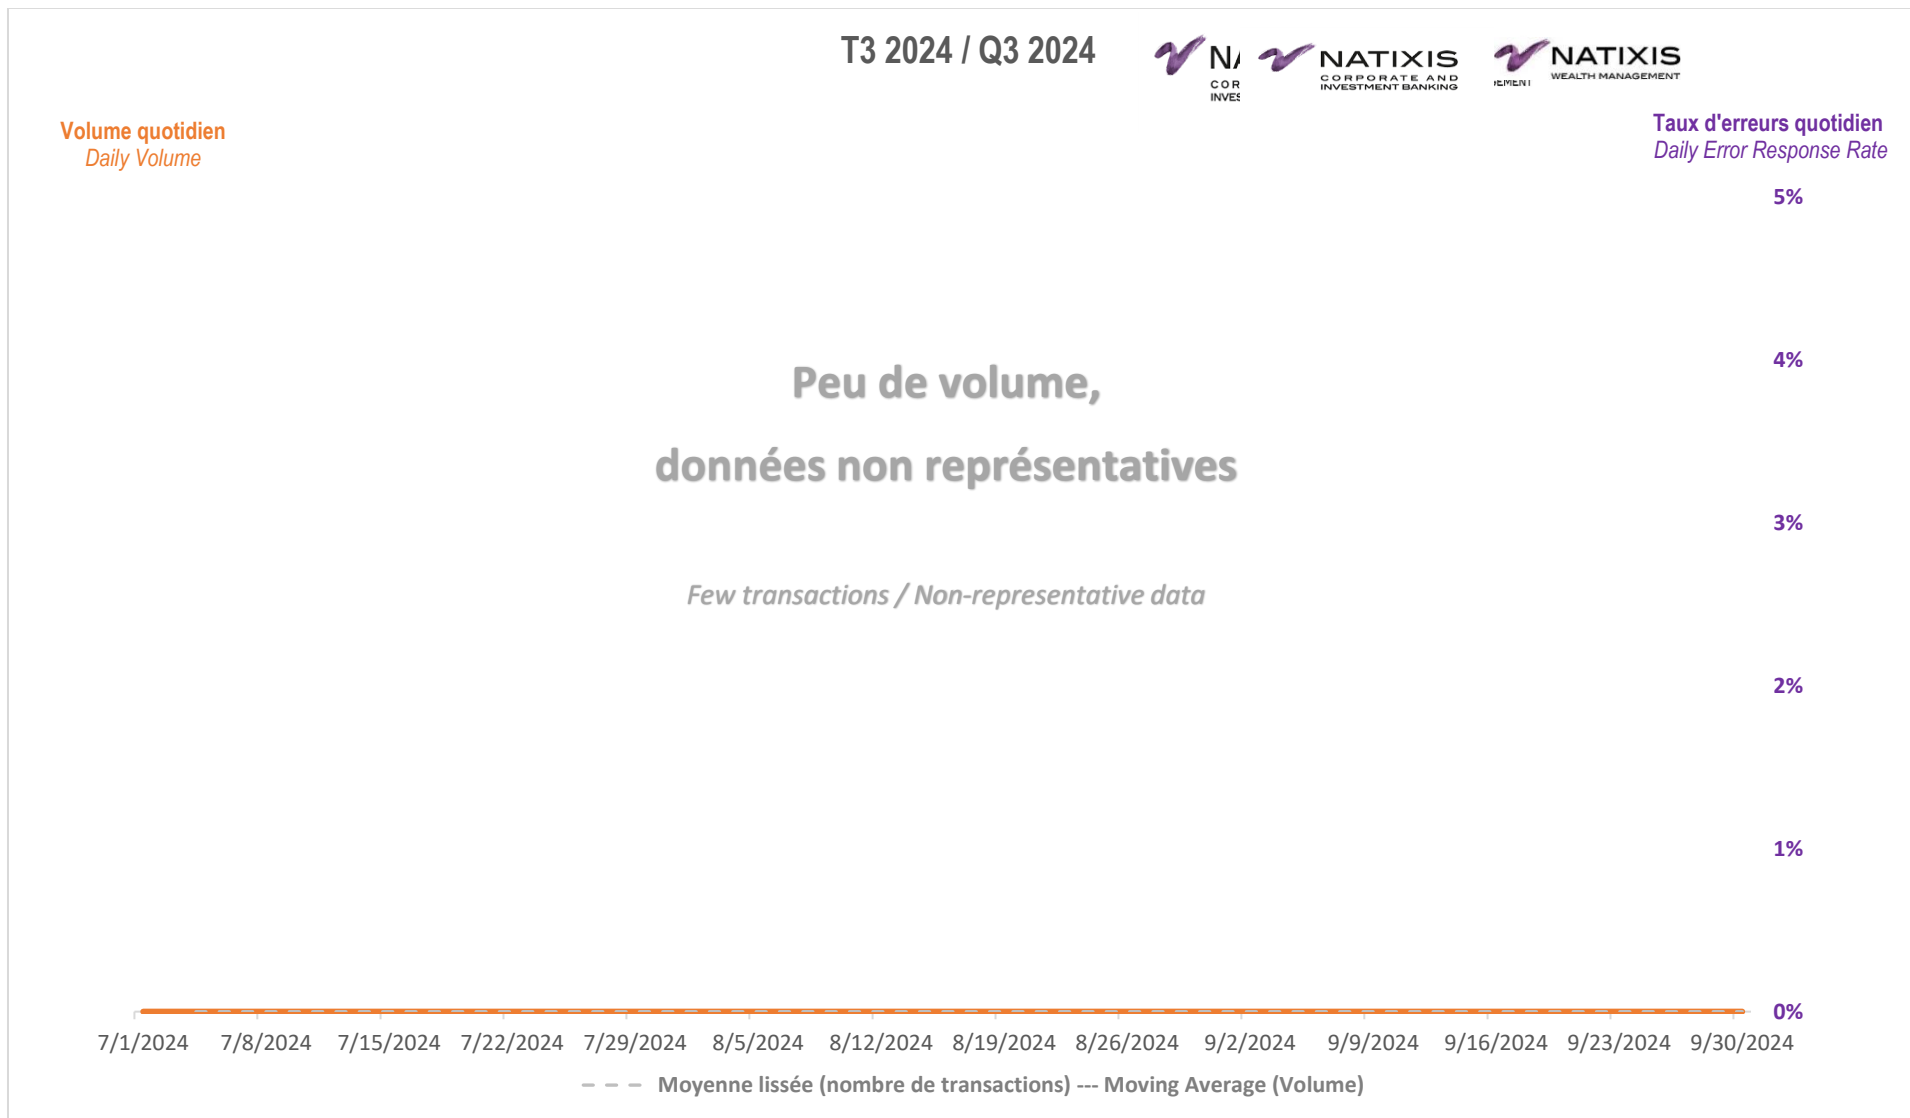 T3 2024 / Q3 2024
NATIXIS
CORPORATE AND
INVESTMENT BANKING
NATIXIS
WEALTH MANAGEMENT
Volume quotidien
Daily Volume
Taux d'erreurs quotidien
Daily Error Response Rate
5%
4%
3%
2%
1%
0%
Peu de volume,
données non représentatives
Few transactions / Non-representative data
7/1/2024 7/8/2024 7/15/2024 7/22/2024 7/29/2024 8/5/2024 8/12/2024 8/19/2024 8/26/2024 9/2/2024 9/9/2024 9/16/2024 9/23/2024 9/30/2024
Moyenne lissée (nombre de transactions) --- Moving Average (Volume)